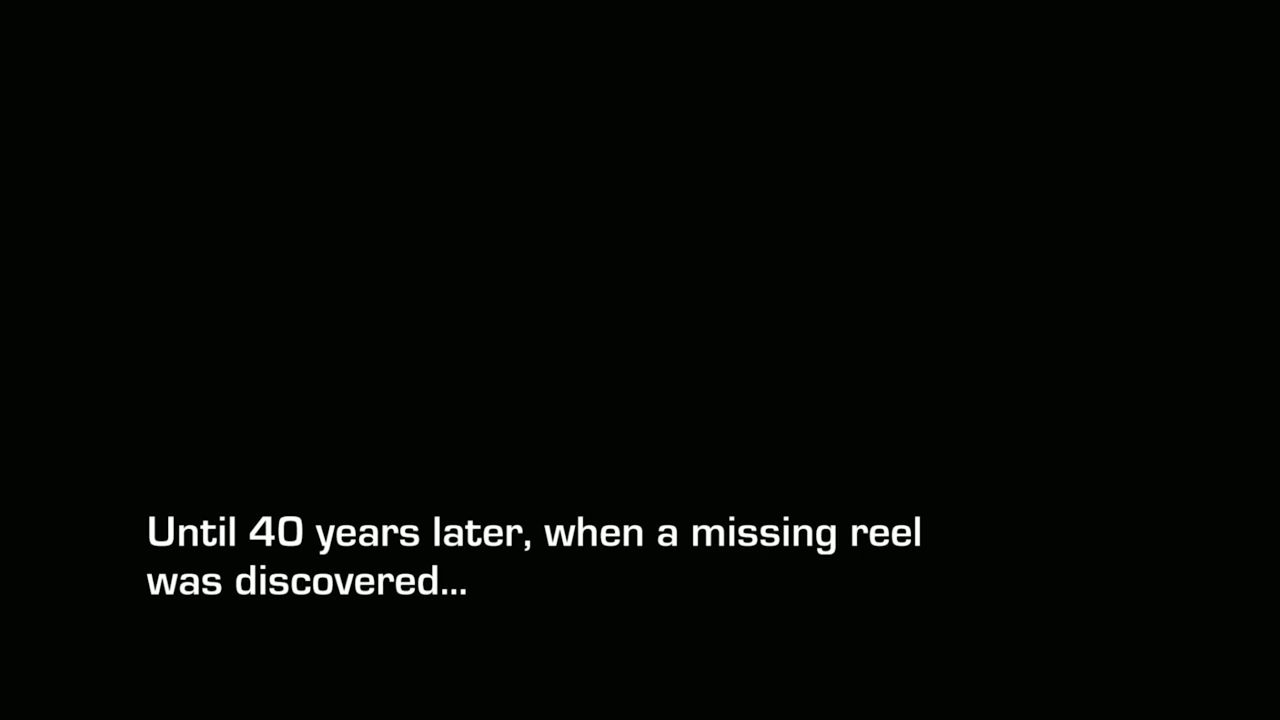 Until 40 years later, when a missing reel
was discovered...